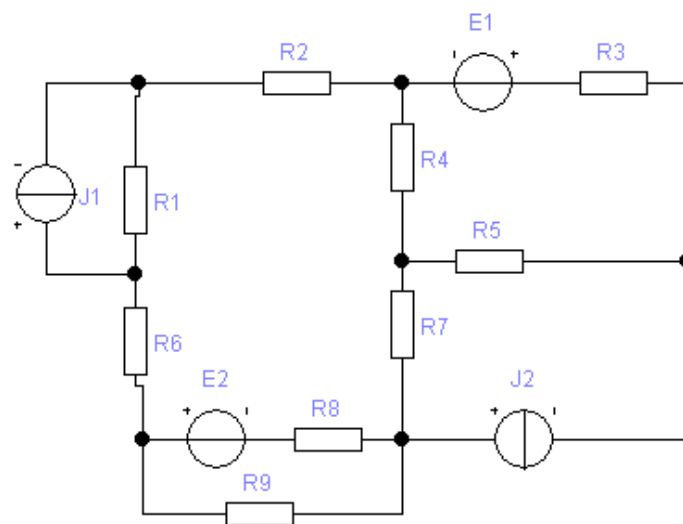 E1
R2 R3
- +
R4
-
J1 R1
+
R5
R6 R7
E2 J2
+ - R8 + -
R9